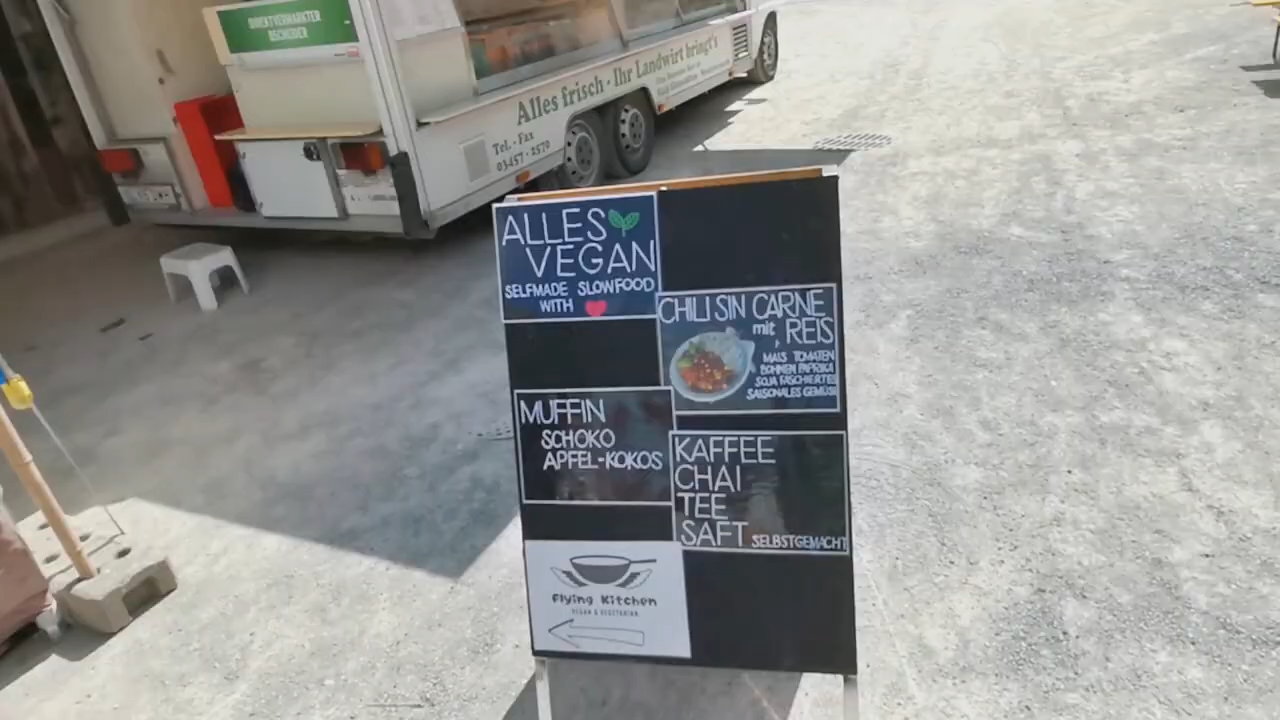 DIREKTVERMARKTER
Alles frisch - Ihr Landwirt bringt's
Tel. - Fax
03457 - 2579
ALLES
VEGAN
SELFMADE SLOWFOOD
WITH
CHILI SIN CARNE
mit REIS
MAIS TOMATEN
BOHNEN PAPRIKA
SOJA FASCHIERTES
SAISONALES GEMÜSE
MUFFIN
SCHOKO
APFEL-KOKOS
KAFFEE
CHAI
TEE
SAFT SELBSTGEMACHT
Flying Kitchen
VEGAN & VEGETARIAN